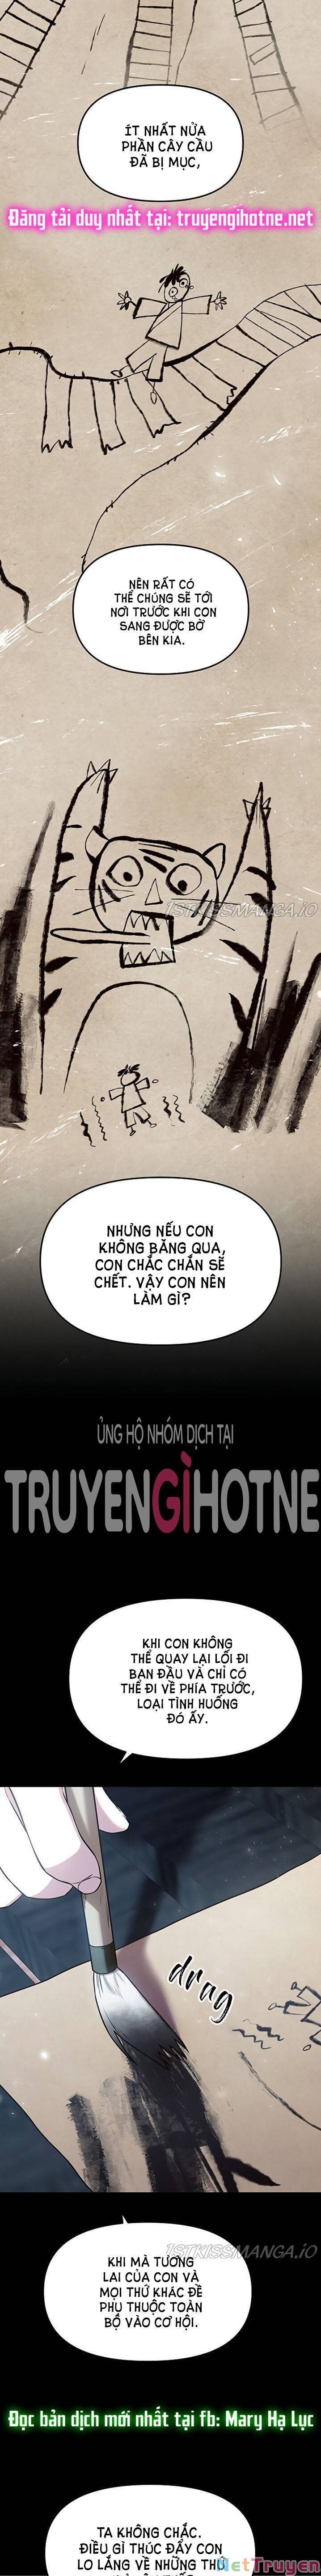 ÍT NHẤT NỬA
PHẦN CÂY CẦU
ĐÃ BỊ MỤC,
Đăng tải duy nhất tại: truyengihotne.net
NÊN RẤT CÓ
THỂ CHÚNG SẼ TỚI
NƠI TRƯỚC KHI CON
SANG ĐƯỢC BỜ
BÊN KIA.
1STKISSMANGA.IO
NHƯNG NẾU CON
KHÔNG BĂNG QUA,
CON CHẮC CHẮN SẼ
CHẾT. VẬY CON NÊN
LÀM GÌ?
ỦNG HỘ NHÓM DỊCH TẠI
TRUYENGÌHOTNE
KHI CON KHÔNG
THỂ QUAY LẠI LỐI ĐI
BAN ĐẦU VÀ CHỈ CÓ
THỂ ĐI VỀ PHÍA TRƯỚC,
LOẠI TÌNH HUỐNG
ĐÓ ẤY.
drag
1STKISSMANGA.IO
KHI MÀ TƯƠNG
LAI CỦA CON VÀ
MỌI THỨ KHÁC ĐỀ
PHỤ THUỘC TOÀN
BỘ VÀO CƠ HỘI.
Đọc bản dịch mới nhất tại fb: Mary Hạ Lục
TA KHÔNG CHẮC.
ĐIỀU GÌ THÚC ĐẨY CON
LO LẮNG VỀ NHỮNG THỨ
NetTruyen